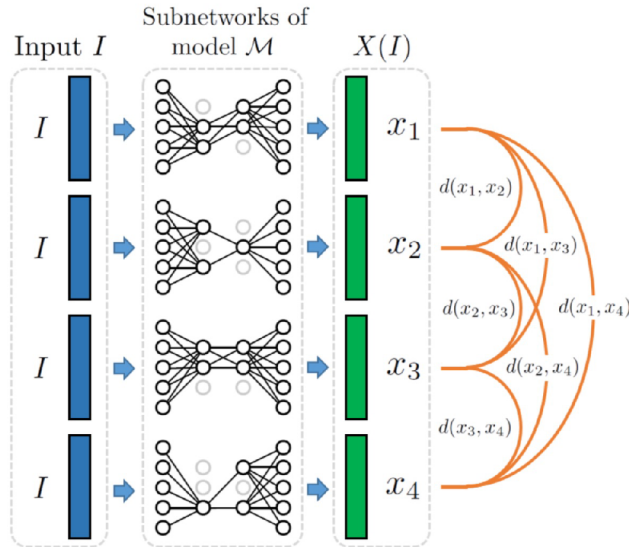 Subnetworks of
model M
Input I
X(I)
I
x₁
d(x₁, x₂)
I
x₂
d(x₁, x₃)
d(x₂, x₃)
d(x₁, x₄)
I
x₃
d(x₂, x₄)
d(x₃, x₄)
I
x₄